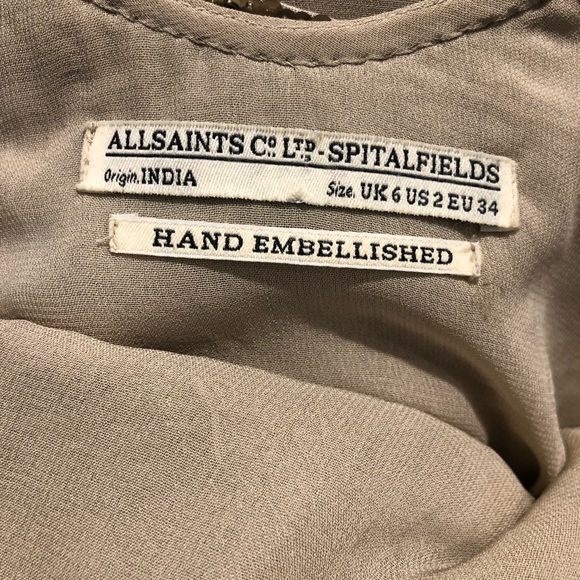 ALLSAINTS Cº LTD-SPITALFIELDS
Origin. INDIA Size. UK 6 US 2 EU 34
HAND EMBELLISHED